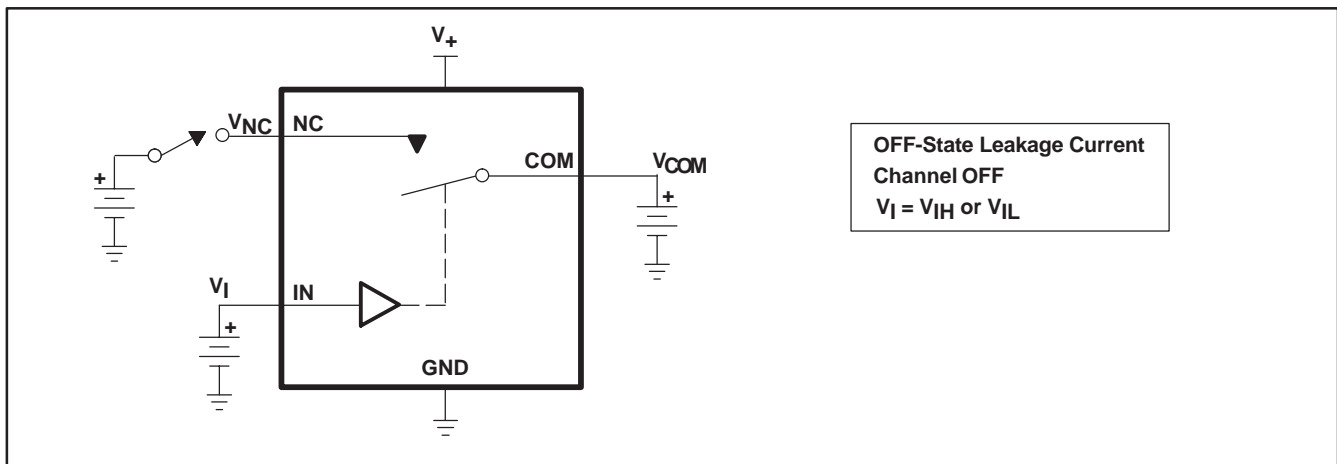 V+
VNC NC
COM VCOM
+
+
VI IN
+
GND
OFF-State Leakage Current
Channel OFF
VI = VIH or VIL